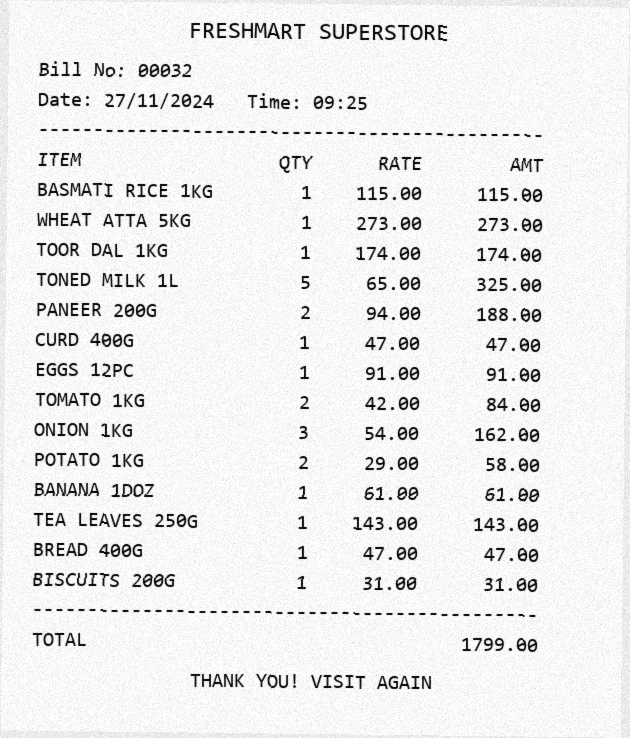 FRESHMART SUPERSTORE
Bill No: 00032
Date: 27/11/2024 Time: 09:25
--------------------------------------------
ITEM QTY RATE AMT
BASMATI RICE 1KG 1 115.00 115.00
WHEAT ATTA 5KG 1 273.00 273.00
TOOR DAL 1KG 1 174.00 174.00
TONED MILK 1L 5 65.00 325.00
PANEER 200G 2 94.00 188.00
CURD 400G 1 47.00 47.00
EGGS 12PC 1 91.00 91.00
TOMATO 1KG 2 42.00 84.00
ONION 1KG 3 54.00 162.00
POTATO 1KG 2 29.00 58.00
BANANA 1DOZ 1 61.00 61.00
TEA LEAVES 250G 1 143.00 143.00
BREAD 400G 1 47.00 47.00
BISCUITS 200G 1 31.00 31.00
--------------------------------------------
TOTAL 1799.00
THANK YOU! VISIT AGAIN